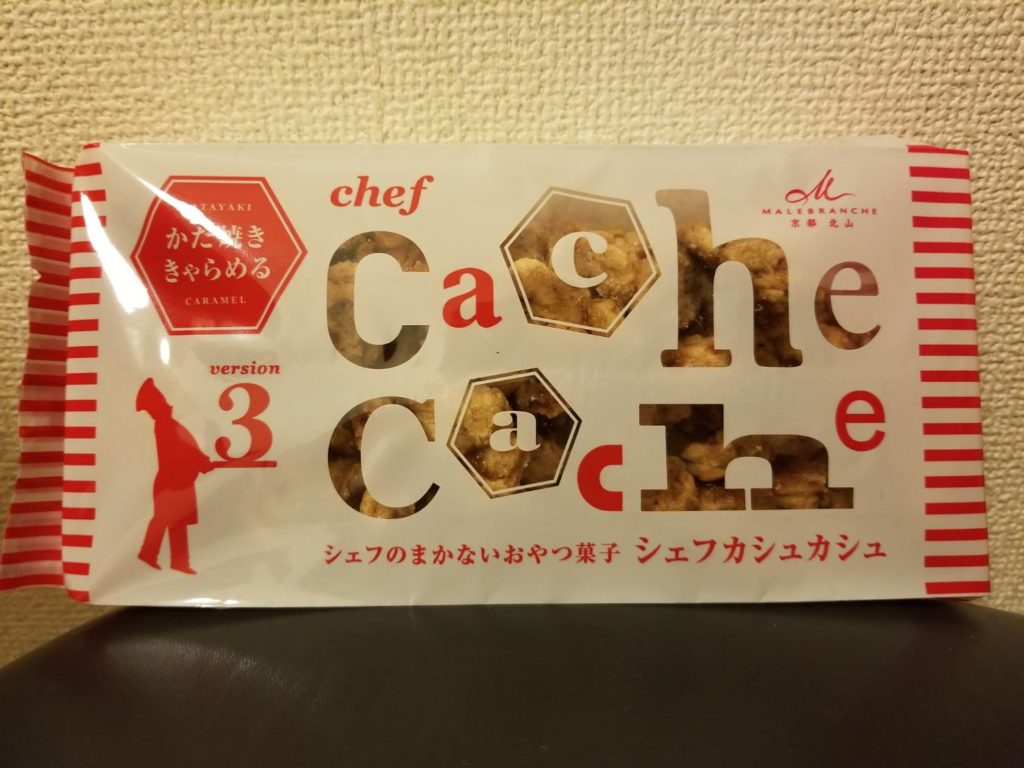 かた焼き
きゃらめる
CARAMEL
version
3
chef
Cache
Cache
MALEBRANCHE
京都 北山
シェフのまかないおやつ菓子 シェフカシュカシュ